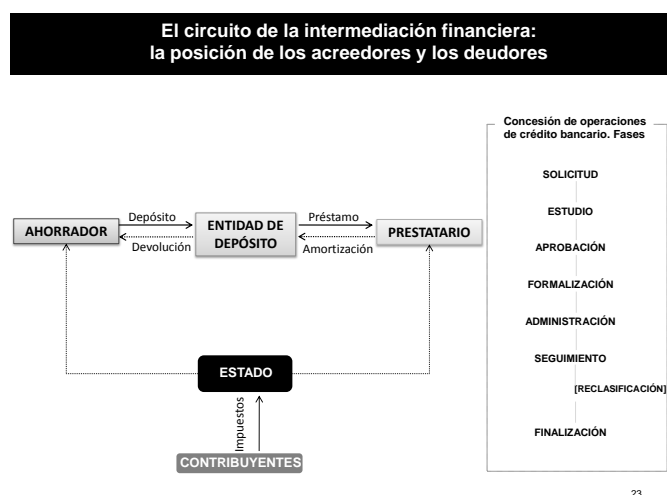 El circuito de la intermediación financiera:
la posición de los acreedores y los deudores
Concesión de operaciones
de crédito bancario. Fases
SOLICITUD
ESTUDIO
APROBACIÓN
FORMALIZACIÓN
ADMINISTRACIÓN
SEGUIMIENTO
[RECLASIFICACIÓN]
FINALIZACIÓN
AHORRADOR
Depósito
Devolución
ENTIDAD DE
DEPÓSITO
Préstamo
Amortización
PRESTATARIO
ESTADO
Impuestos
CONTRIBUYENTES
23